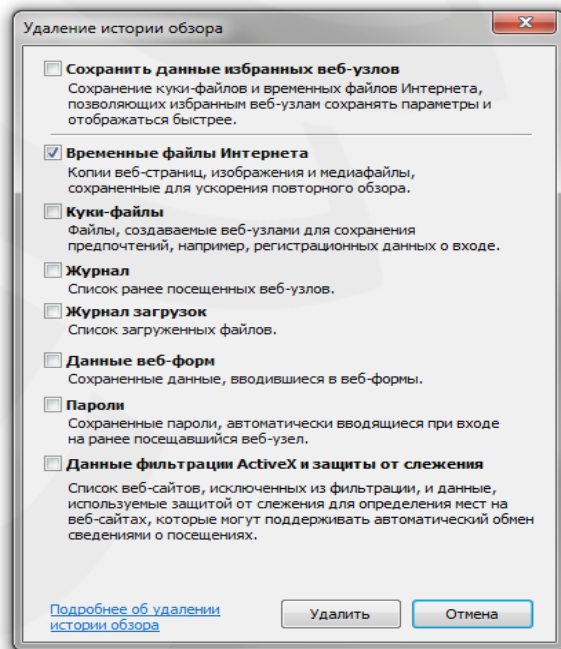 Удаление истории обзора
Сохранить данные избранных веб-узлов
Сохранение куки-файлов и временных файлов Интернета,
позволяющих избранным веб-узлам сохранять параметры и
отображаться быстрее.
Временные файлы Интернета
Копии веб-страниц, изображения и медиафайлы,
сохраненные для ускорения повторного обзора.
Куки-файлы
Файлы, создаваемые веб-узлами для сохранения
предпочтений, например, регистрационных данных о входе.
Журнал
Список ранее посещенных веб-узлов.
Журнал загрузок
Список загруженных файлов.
Данные веб-форм
Сохраненные данные, вводившиеся в веб-формы.
Пароли
Сохраненные пароли, автоматически вводящиеся при входе
на ранее посещавшийся веб-узел.
Данные фильтрации ActiveX и защиты от слежения
Список веб-сайтов, исключенных из фильтрации, и данные,
используемые защитой от слежения для определения мест на
веб-сайтах, которые могут поддерживать автоматический обмен
сведениями о посещениях.
Подробнее об удалении
истории обзора
Удалить
Отмена